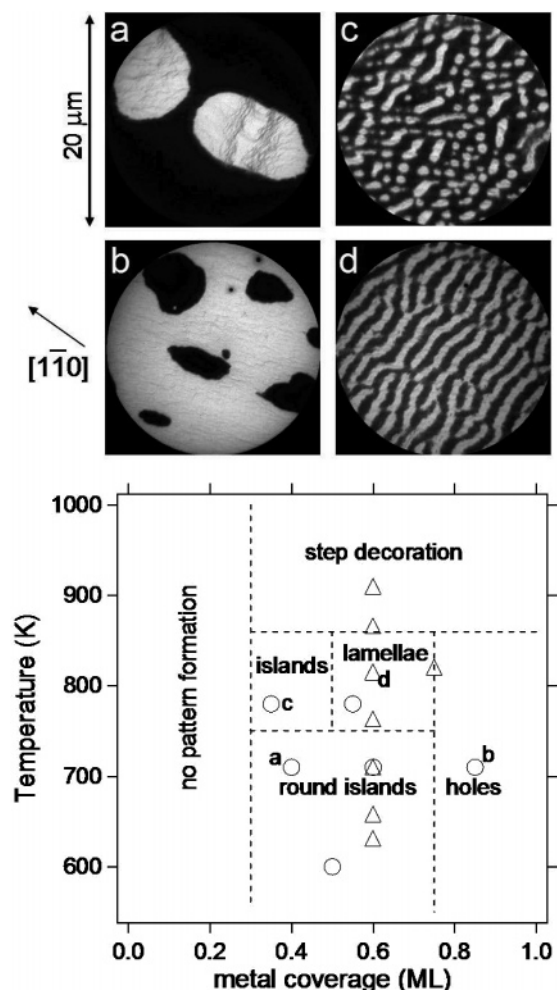 a
c
20 μm
b
d
[11̄0]
1000
900
800
700
600
Temperature (K)
no pattern formation
step decoration
islands
lamellae
c
d
a
b
round islands
holes
0.0
0.2
0.4
0.6
0.8
1.0
metal coverage (ML)